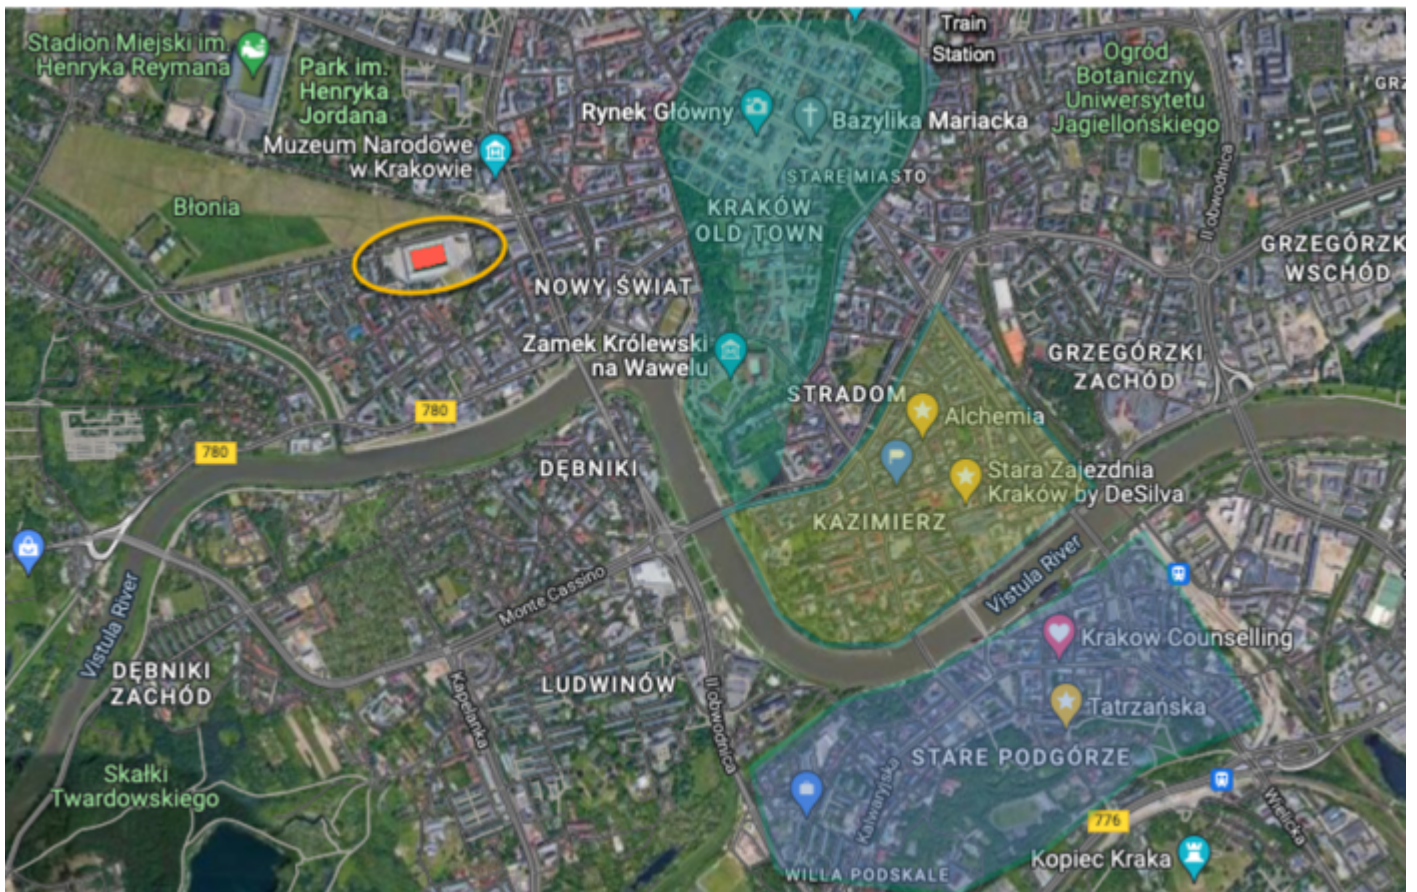 Train
Station
Stadion Miejski im.
Henryka Reymana
Park im.
Henryka
Jordana
Ogród
Botaniczny
Uniwersytetu
Jagiellońskiego
GRZ
Rynek Główny
Bazylika Mariacka
Muzeum Narodowe
w Krakowie
STARE MIASTO
II obwodnica
Błonia
KRAKÓW
OLD TOWN
GRZEGÓRZK
WSCHÓD
NOWY ŚWIAT
Zamek Królewski
na Wawelu
GRZEGÓRZKI
ZACHÓD
STRADOM
780
Alchemia
780
DĘBNIKI
Stara Zajezdnia
Kraków by DeSilva
KAZIMIERZ
Vistula River
Monte Cassino
Vistula River
Krakow Counselling
DĘBNIKI
ZACHÓD
LUDWINÓW
Kapelanka
II obwodnica
Tatrzańska
STARE PODGÓRZE
Skałki
Twardowskiego
Kalwaryjska
776
Wielicka
Kopiec Kraka
WILLA PODSKALE